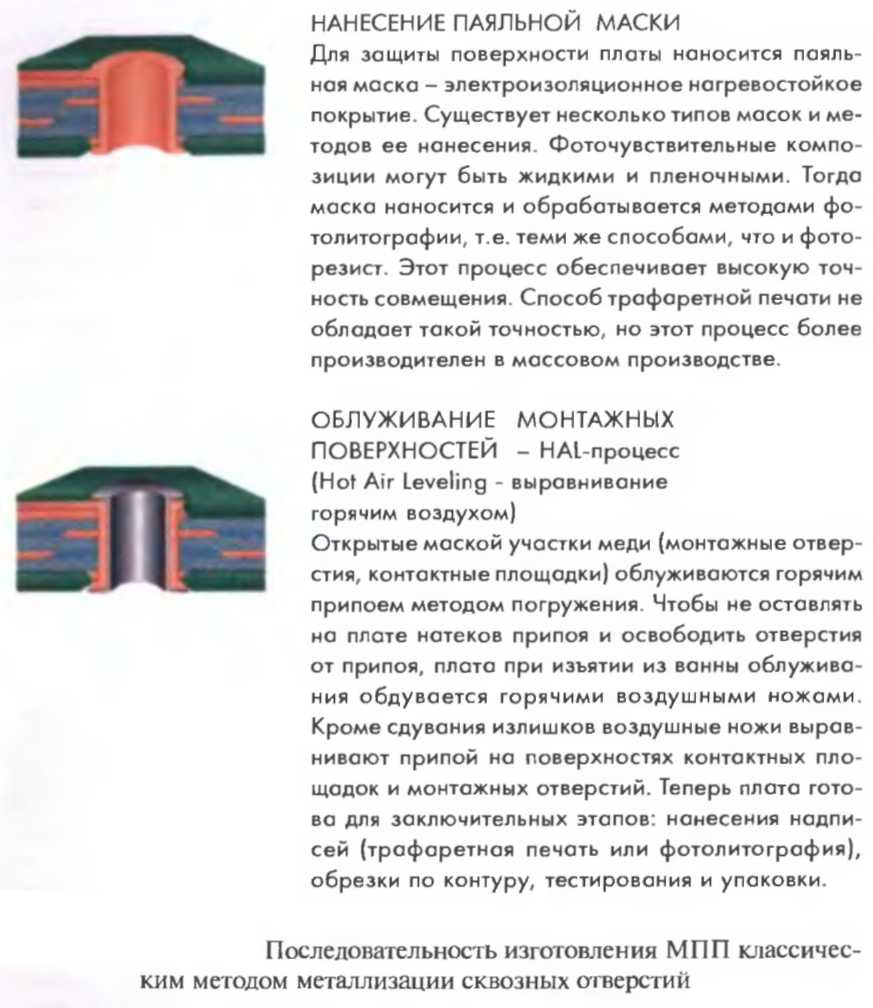 НАНЕСЕНИЕ ПАЯЛЬНОЙ МАСКИ
Для защиты поверхности платы наносится паяль-
ная маска – электроизоляционное нагревостойкое
покрытие. Существует несколько типов масок и ме-
тодов ее нанесения. Фоточувствительные компо-
зиции могут быть жидкими и пленочными. Тогда
маска наносится и обрабатывается методами фо-
толитографии, т.е. теми же способами, что и фото-
резист. Этот процесс обеспечивает высокую точ-
ность совмещения. Способ трафаретной печати не
обладает такой точностью, но этот процесс более
производителен в массовом производстве.
ОБЛУЖИВАНИЕ МОНТАЖНЫХ
ПОВЕРХНОСТЕЙ – HAL-процесс
(Hot Air Leveling - выравнивание
горячим воздухом)
Открытые маской участки меди (монтажные отвер-
стия, контактные площадки) облуживаются горячим
припоем методом погружения. Чтобы не оставлять
на плате натеков припоя и освободить отверстия
от припоя, плата при изъятии из ванны облужива-
ния обдувается горячими воздушными ножами.
Кроме сдувания излишков воздушные ножи вырав-
нивают припой на поверхностях контактных пло-
щадок и монтажных отверстий. Теперь плата гото-
ва для заключительных этапов: нанесения надпи-
сей (трафаретная печать или фотолитография),
обрезки по контуру, тестирования и упаковки.
Последовательность изготовления МПП классичес-
ким методом металлизации сквозных отверстий